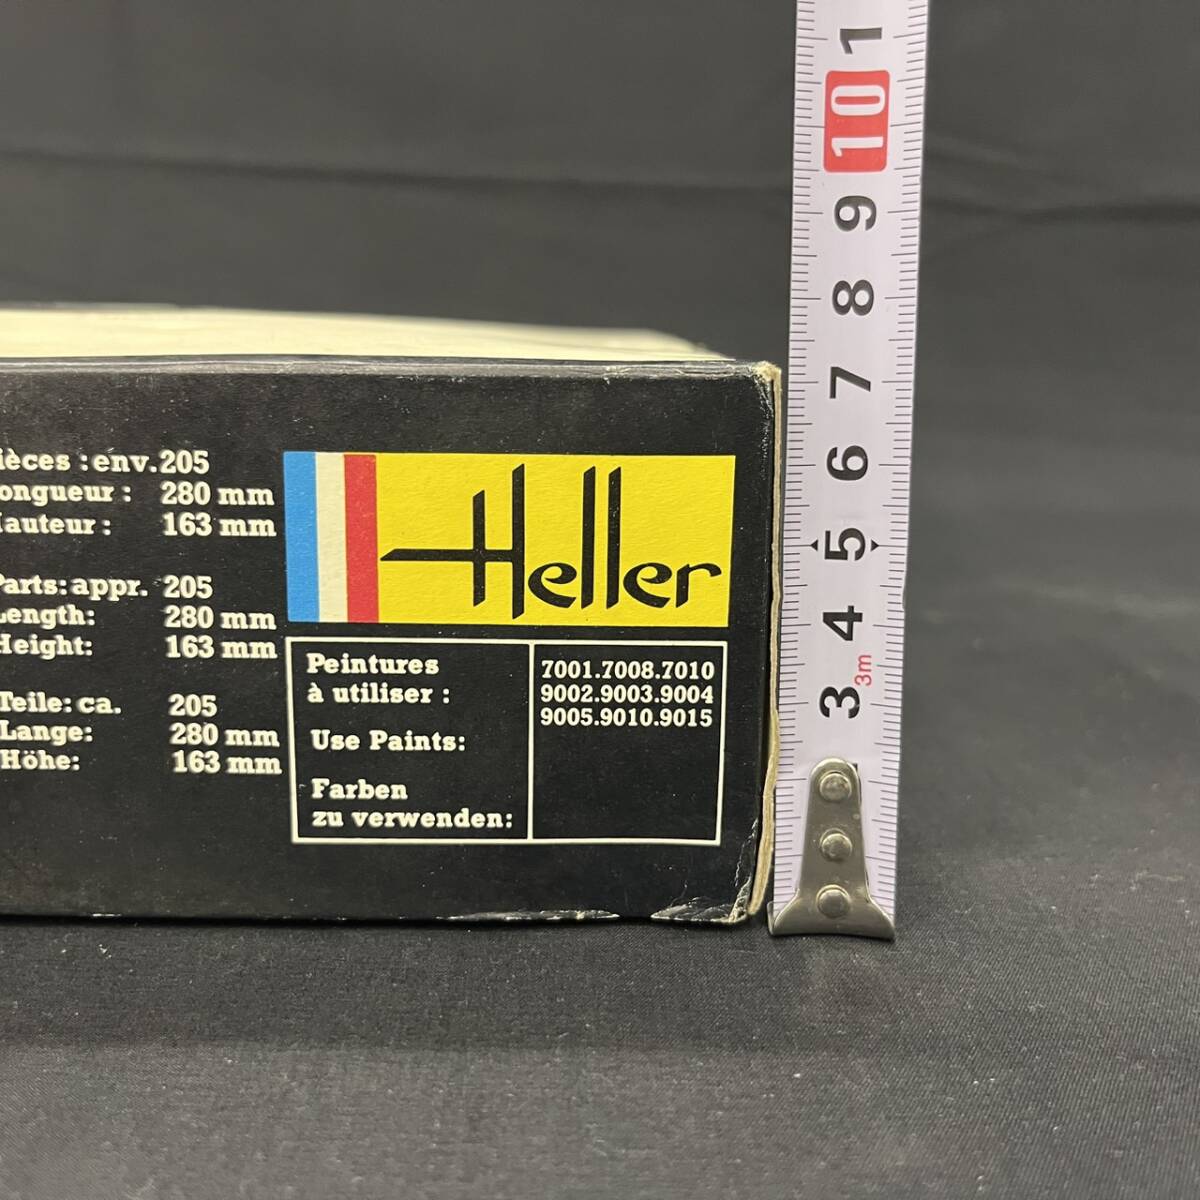 ièces : env. 205
ongueur : 280 mm
auteur : 163 mm
Parts: appr. 205
Length: 280 mm
Height: 163 mm
Teile: ca. 205
Lange: 280 mm
Höhe: 163 mm
Heller
Peintures
à utiliser :
Use Paints:
Farben
zu verwenden:
7001.7008.7010
9002.9003.9004
9005.9010.9015
1
10
9
8
7
6
5
4
3
3m